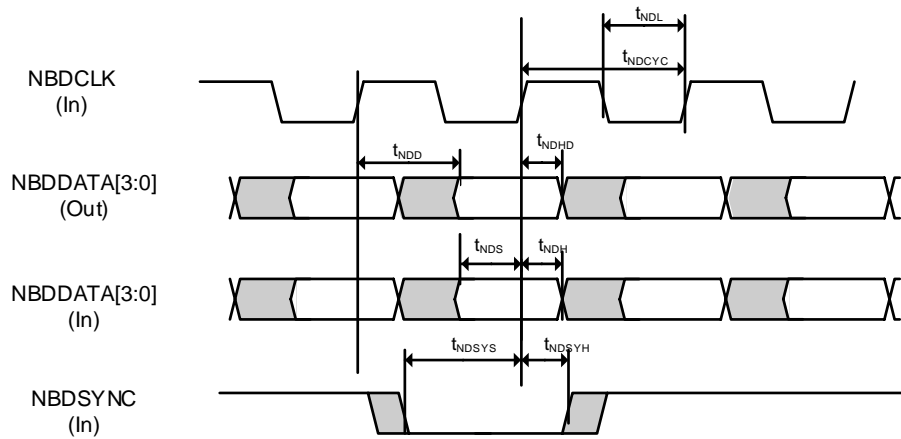 tNDL
tNDCYC
NBDCLK
(In)
tNDD
tNDHD
NBDDATA[3:0]
(Out)
tNDS
tNDH
NBDDATA[3:0]
(In)
tNDSYS
tNDSYH
NBDSYNC
(In)